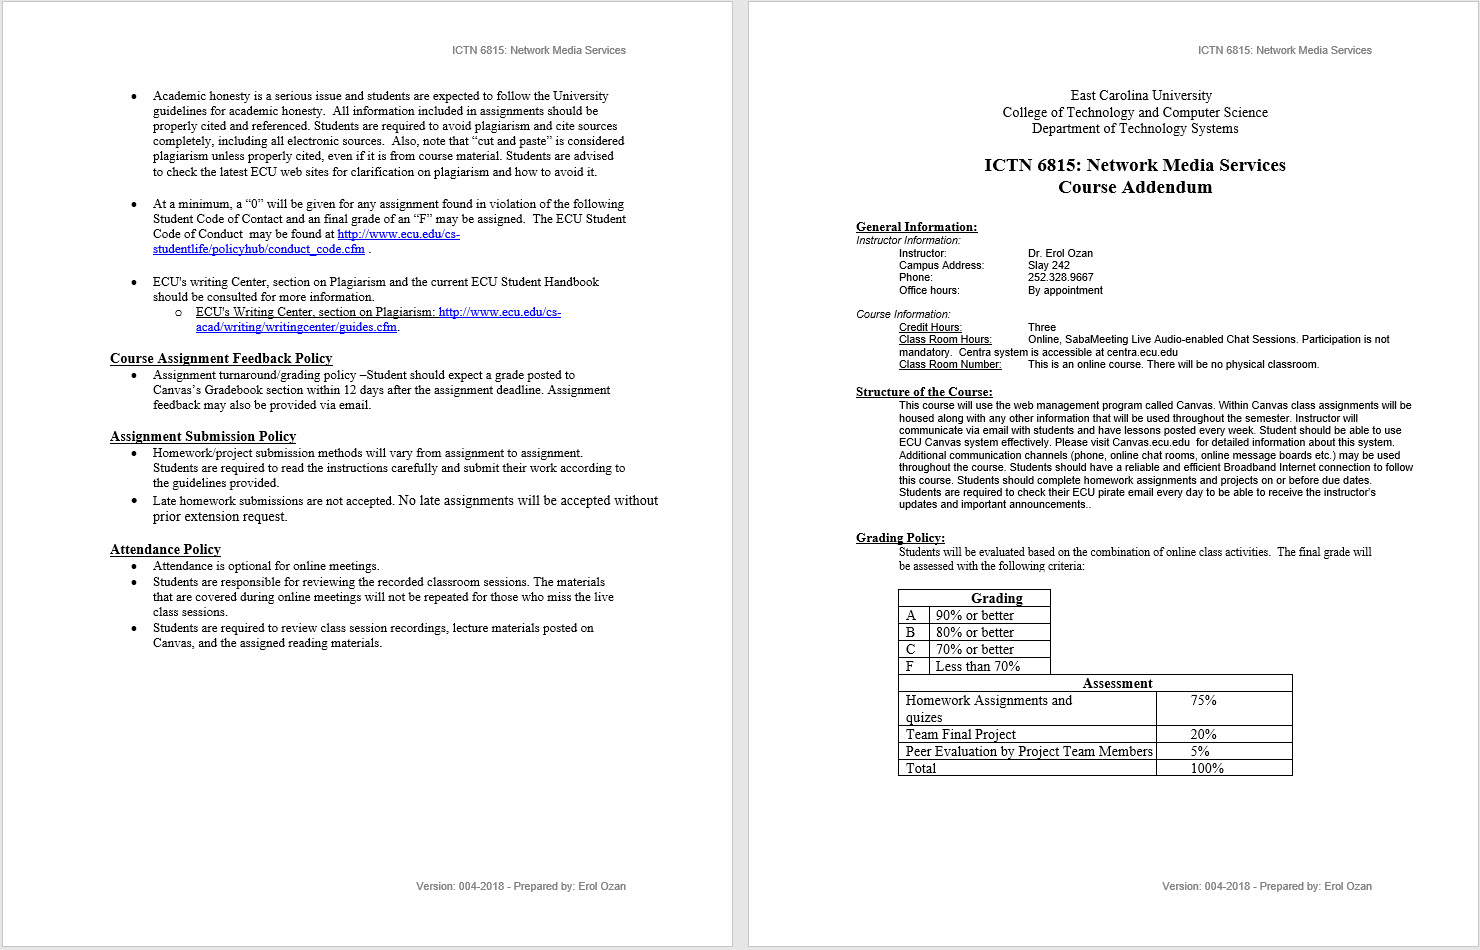 ICTN 6815: Network Media Services
• Academic honesty is a serious issue and students are expected to follow the University
guidelines for academic honesty.  All information included in assignments should be
properly cited and referenced. Students are required to avoid plagiarism and cite sources
completely, including all electronic sources.  Also, note that “cut and paste” is considered
plagiarism unless properly cited, even if it is from course material. Students are advised
to check the latest ECU web sites for clarification on plagiarism and how to avoid it.
• At a minimum, a “0” will be given for any assignment found in violation of the following
Student Code of Contact and an final grade of an “F” may be assigned.  The ECU Student
Code of Conduct  may be found at http://www.ecu.edu/cs-
studentlife/policyhub/conduct_code.cfm .
• ECU's writing Center, section on Plagiarism and the current ECU Student Handbook
should be consulted for more information.
o ECU's Writing Center, section on Plagiarism: http://www.ecu.edu/cs-
acad/writing/writingcenter/guides.cfm.
Course Assignment Feedback Policy
• Assignment turnaround/grading policy –Student should expect a grade posted to
Canvas’s Gradebook section within 12 days after the assignment deadline. Assignment
feedback may also be provided via email.
Assignment Submission Policy
• Homework/project submission methods will vary from assignment to assignment.
Students are required to read the instructions carefully and submit their work according to
the guidelines provided.
• Late homework submissions are not accepted. No late assignments will be accepted without
prior extension request.
Attendance Policy
• Attendance is optional for online meetings.
• Students are responsible for reviewing the recorded classroom sessions. The materials
that are covered during online meetings will not be repeated for those who miss the live
class sessions.
• Students are required to review class session recordings, lecture materials posted on
Canvas, and the assigned reading materials.
Version: 004-2018 - Prepared by: Erol Ozan
ICTN 6815: Network Media Services
East Carolina University
College of Technology and Computer Science
Department of Technology Systems
ICTN 6815: Network Media Services
Course Addendum
General Information:
Instructor Information:
Instructor: Dr. Erol Ozan
Campus Address: Slay 242
Phone: 252.328.9667
Office hours: By appointment
Course Information:
Credit Hours: Three
Class Room Hours: Online, SabaMeeting Live Audio-enabled Chat Sessions. Participation is not
mandatory.  Centra system is accessible at centra.ecu.edu
Class Room Number: This is an online course. There will be no physical classroom.
Structure of the Course:
This course will use the web management program called Canvas. Within Canvas class assignments will be
housed along with any other information that will be used throughout the semester. Instructor will
communicate via email with students and have lessons posted every week. Student should be able to use
ECU Canvas system effectively. Please visit Canvas.ecu.edu  for detailed information about this system.
Additional communication channels (phone, online chat rooms, online message boards etc.) may be used
throughout the course. Students should have a reliable and efficient Broadband Internet connection to follow
this course. Students should complete homework assignments and projects on or before due dates.
Students are required to check their ECU pirate email every day to be able to receive the instructor’s
updates and important announcements..
Grading Policy:
Students will be evaluated based on the combination of online class activities.  The final grade will
be assessed with the following criteria:
Grading
A 90% or better
B 80% or better
C 70% or better
F Less than 70%
Assessment
Homework Assignments and 75%
quizes
Team Final Project 20%
Peer Evaluation by Project Team Members 5%
Total 100%
Version: 004-2018 - Prepared by: Erol Ozan